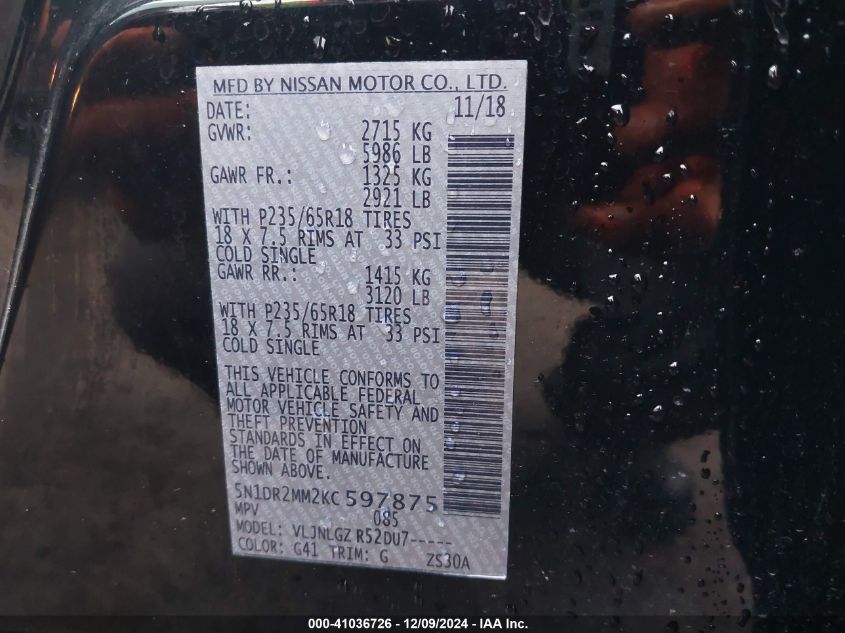 MFD BY NISSAN MOTOR CO., LTD.
DATE: 11/18
GVWR: 2715 KG
5986 LB
GAWR FR.: 1325 KG
2921 LB
WITH P235/65R18 TIRES
18 X 7.5 RIMS AT 33 PSI
COLD SINGLE
GAWR RR.: 1415 KG
3120 LB
WITH P235/65R18 TIRES
18 X 7.5 RIMS AT 33 PSI
COLD SINGLE
THIS VEHICLE CONFORMS TO
ALL APPLICABLE FEDERAL
MOTOR VEHICLE SAFETY AND
THEFT PREVENTION
STANDARDS IN EFFECT ON
THE DATE OF MANUFACTURE
SHOWN ABOVE.
5N1DR2MM2KC597875
MPV 085
MODEL: VLJNLGZ R52DU7-----
COLOR: G41 TRIM: G ZS30A
000-41036726 - 12/09/2024 - IAA Inc.